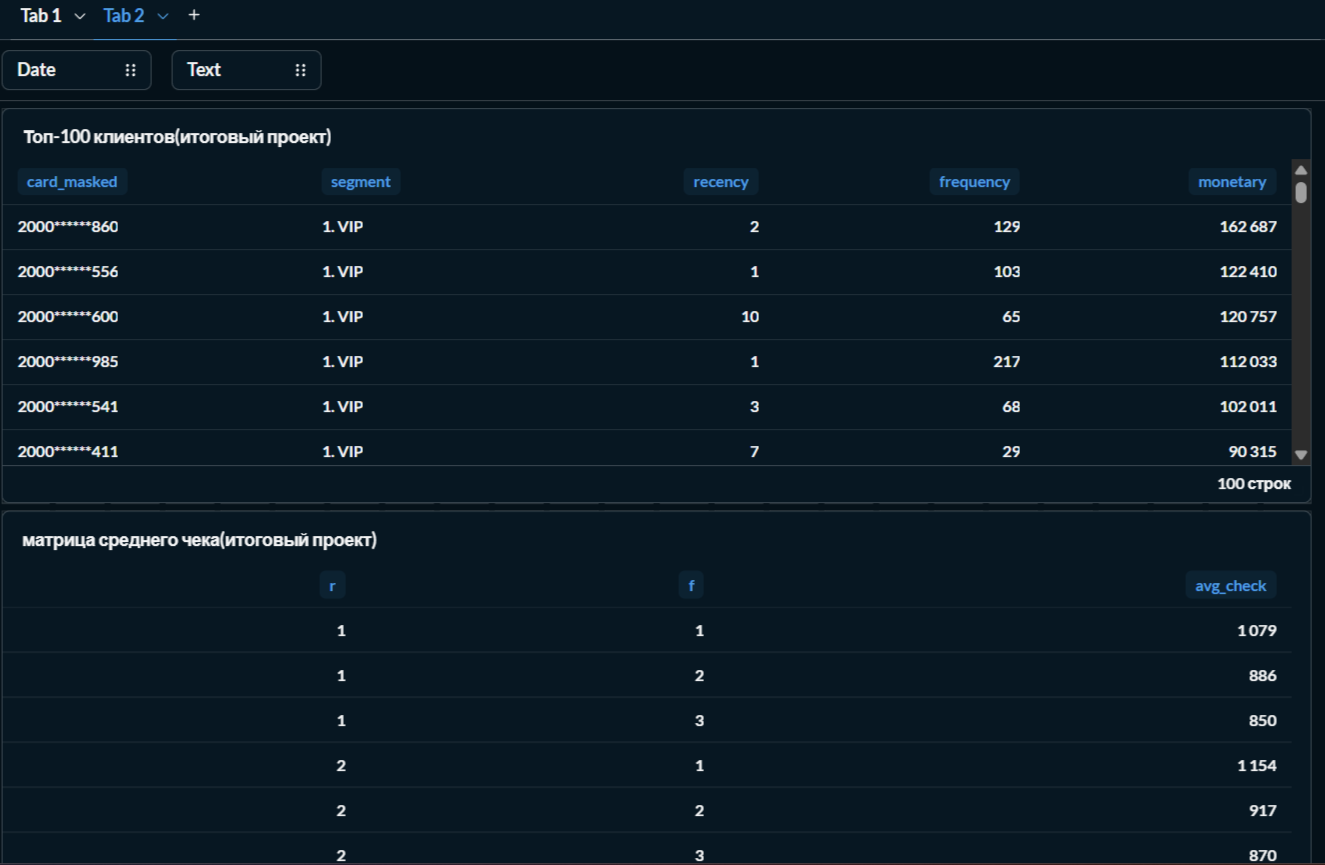 Tab 1 Tab 2 +
Date Text
Топ-100 клиентов(итоговый проект)
card_masked segment recency frequency monetary
2000******860 1. VIP 2 129 162 687
2000******556 1. VIP 1 103 122 410
2000******600 1. VIP 10 65 120 757
2000******985 1. VIP 1 217 112 033
2000******541 1. VIP 3 68 102 011
2000******411 1. VIP 7 29 90 315
100 строк
матрица среднего чека(итоговый проект)
r f avg_check
1 1 1 079
1 2 886
1 3 850
2 1 1 154
2 2 917
2 3 870